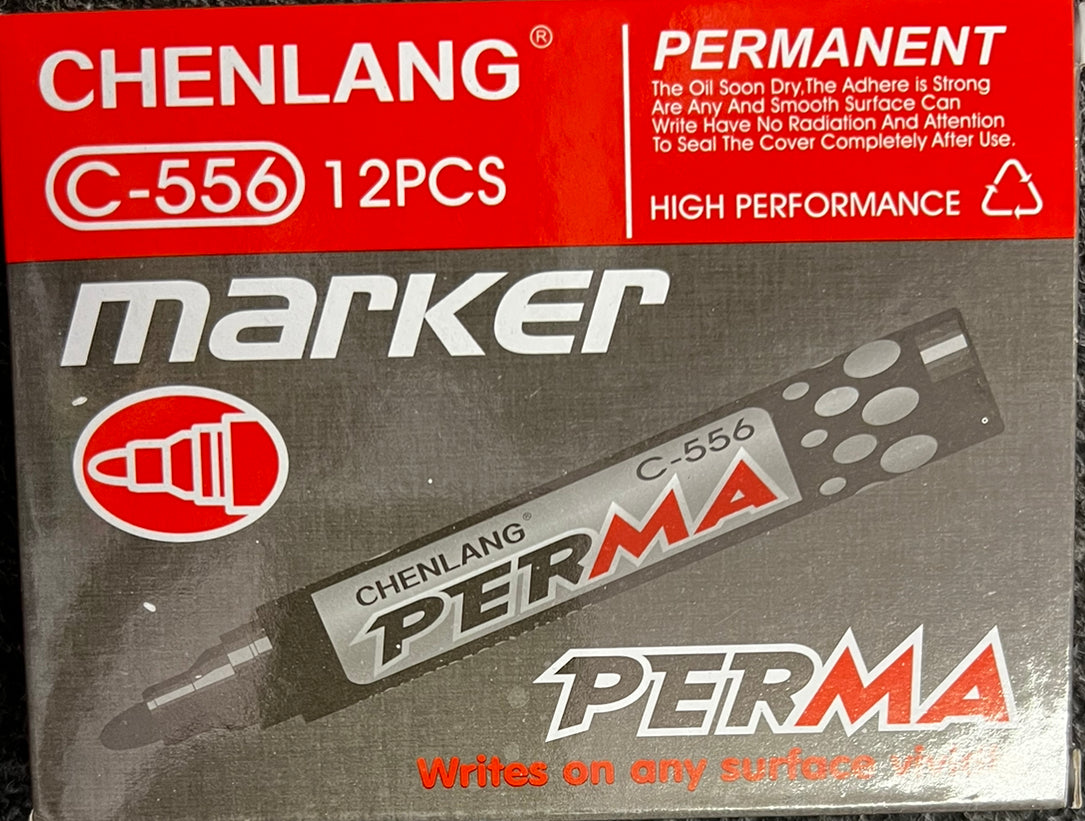 CHENLANG®
C-556 12PCS
PERMANENT
The Oil Soon Dry,The Adhere is Strong
Are Any And Smooth Surface Can
Write Have No Radiation And Attention
To Seal The Cover Completely After Use.
HIGH PERFORMANCE
marker
C-556
CHENLANG®
PERMA
PERMA
Writes on any surface